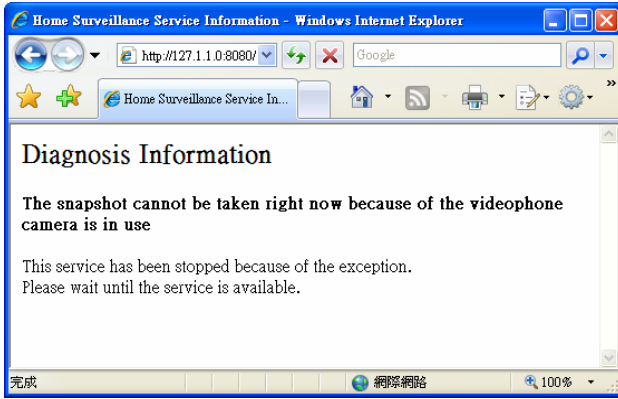 Home Surveillance Service Information - Windows Internet Explorer
http://127.1.1.0:8080/
Google
Home Surveillance Service In...
Diagnosis Information
The snapshot cannot be taken right now because of the videophone
camera is in use
This service has been stopped because of the exception.
Please wait until the service is available.
完成
網際網路
100%